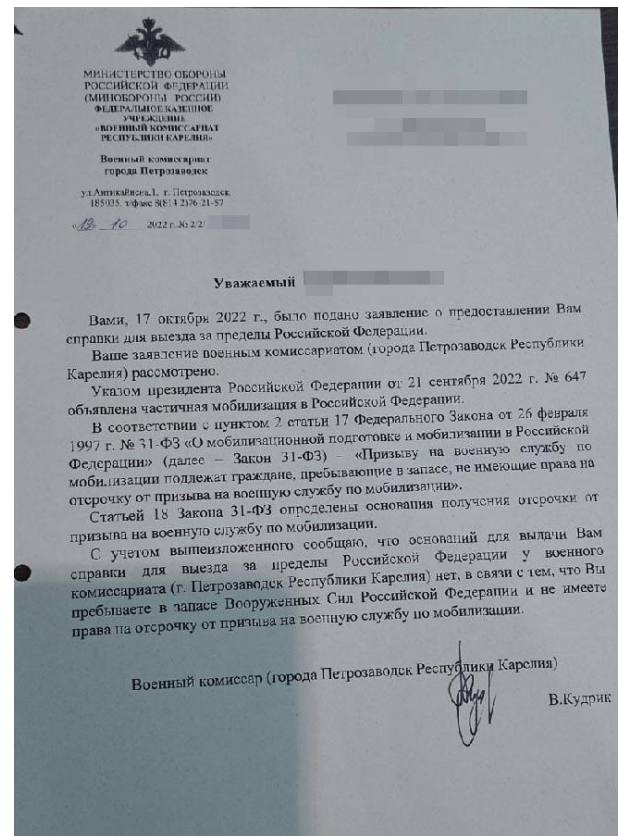 МИНИСТЕРСТВО ОБОРОНЫ
РОССИЙСКОЙ ФЕДЕРАЦИИ
(МИНОБОРОНЫ РОССИИ)
ФЕДЕРАЛЬНОЕ КАЗЕННОЕ
УЧРЕЖДЕНИЕ
«ВОЕННЫЙ КОМИССАРИАТ
РЕСПУБЛИКИ КАРЕЛИЯ»
Военный комиссариат
города Петрозаводск
ул.Антикайнена,1, г. Петрозаводск,
185035, т/факс 8(814 2)76-21-57
«19» 10 2022 г. № 2/2/
Уважаемый
Вами, 17 октября 2022 г., было подано заявление о предоставлении Вам
справки для выезда за пределы Российской Федерации.
Ваше заявление военным комиссариатом (города Петрозаводск Республики
Карелия) рассмотрено.
Указом президента Российской Федерации от 21 сентября 2022 г. № 647
объявлена частичная мобилизация в Российской Федерации.
В соответствии с пунктом 2 статьи 17 Федерального Закона от 26 февраля
1997 г. № 31-ФЗ «О мобилизационной подготовке и мобилизации в Российской
Федерации» (далее – Закон 31-ФЗ) – «Призыву на военную службу по
мобилизации подлежат граждане, пребывающие в запасе, не имеющие права на
отсрочку от призыва на военную службу по мобилизации».
Статьей 18 Закона 31-ФЗ определены основания получения отсрочки от
призыва на военную службу по мобилизации.
С учетом вышеизложенного сообщаю, что оснований для выдачи Вам
справки для выезда за пределы Российской Федерации у военного
комиссариата (г. Петрозаводск Республики Карелия) нет, в связи с тем, что Вы
пребываете в запасе Вооруженных Сил Российской Федерации и не имеете
права на отсрочку от призыва на военную службу по мобилизации.
Военный комиссар (города Петрозаводск Республики Карелия)
В.Кудрик